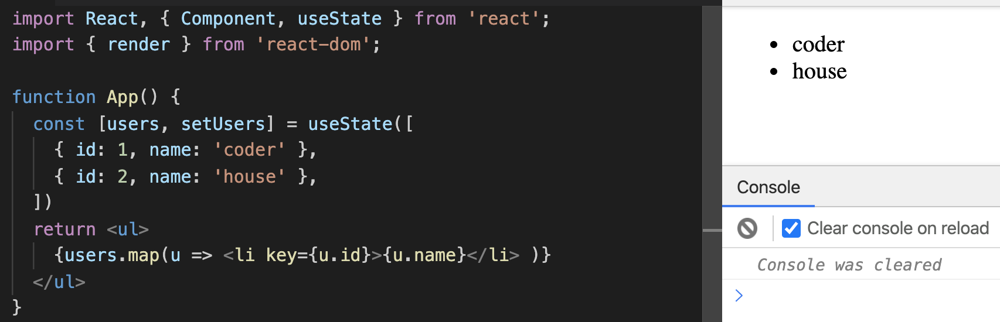 import React, { Component, useState } from 'react';
import { render } from 'react-dom';
function App() {
const [users, setUsers] = useState([
{ id: 1, name: 'coder' },
{ id: 2, name: 'house' },
])
return <ul>
{users.map(u => <li key={u.id}>{u.name}</li> )}
</ul>
}
coder
house
Console
Clear console on reload
Console was cleared
>